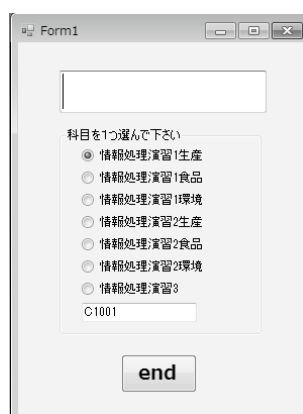 Form1
科目を1つ選んで下さい
情報処理演習1生産
情報処理演習1食品
情報処理演習1環境
情報処理演習2生産
情報処理演習2食品
情報処理演習2環境
情報処理演習3
C1001
end